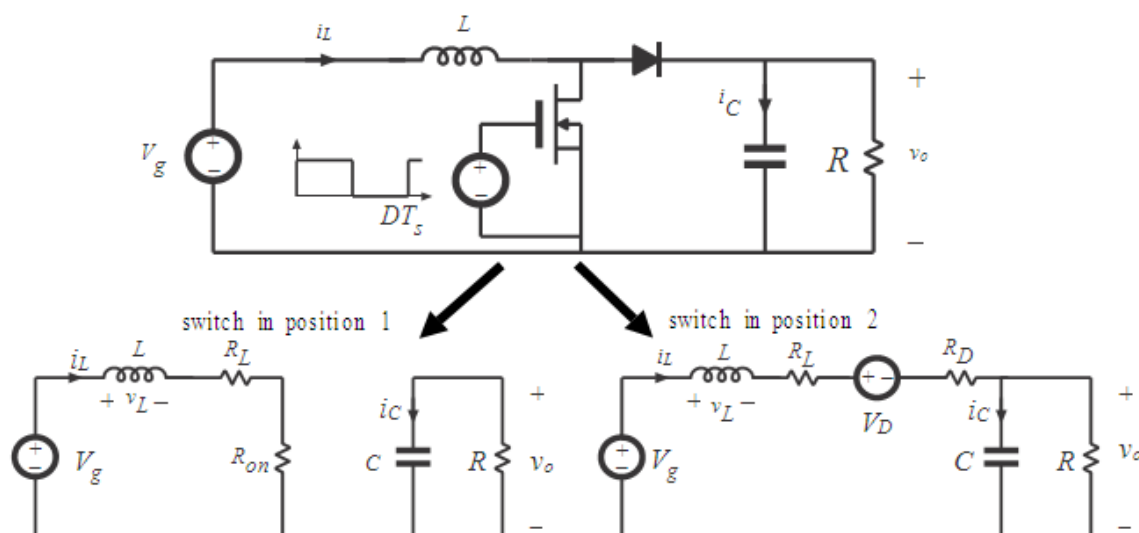 i_L L
V_g
+
−
DT_s
+
−
i_C
R
+
v_o
−
switch in position 1
switch in position 2
i_L L R_L
+ v_L −
V_g
+
−
R_on
i_C
C
R
+
v_o
−
i_L L R_L
+ v_L −
+ −
V_D
R_D
V_g
+
−
i_C
C
R
+
v_o
−